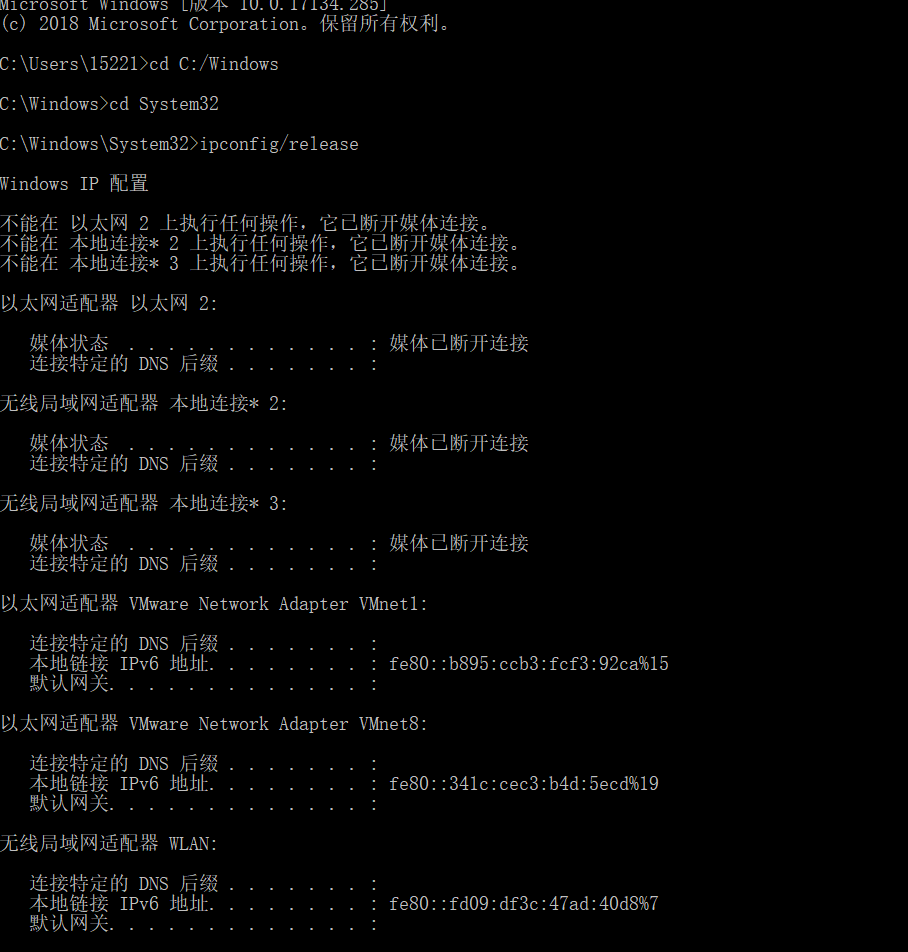 Microsoft Windows [版本 10.0.17134.285]
(c) 2018 Microsoft Corporation。保留所有权利。
C:\Users\15221>cd C:/Windows
C:\Windows>cd System32
C:\Windows\System32>ipconfig/release
Windows IP 配置
不能在 以太网 2 上执行任何操作，它已断开媒体连接。
不能在 本地连接* 2 上执行任何操作，它已断开媒体连接。
不能在 本地连接* 3 上执行任何操作，它已断开媒体连接。
以太网适配器 以太网 2:
媒体状态  . . . . . . . . . . . . : 媒体已断开连接
连接特定的 DNS 后缀 . . . . . . . :
无线局域网适配器 本地连接* 2:
媒体状态  . . . . . . . . . . . . : 媒体已断开连接
连接特定的 DNS 后缀 . . . . . . . :
无线局域网适配器 本地连接* 3:
媒体状态  . . . . . . . . . . . . : 媒体已断开连接
连接特定的 DNS 后缀 . . . . . . . :
以太网适配器 VMware Network Adapter VMnet1:
连接特定的 DNS 后缀 . . . . . . . :
本地链接 IPv6 地址. . . . . . . . : fe80::b895:ccb3:fcf3:92ca%15
默认网关. . . . . . . . . . . . . :
以太网适配器 VMware Network Adapter VMnet8:
连接特定的 DNS 后缀 . . . . . . . :
本地链接 IPv6 地址. . . . . . . . : fe80::341c:cec3:b4d:5ecd%19
默认网关. . . . . . . . . . . . . :
无线局域网适配器 WLAN:
连接特定的 DNS 后缀 . . . . . . . :
本地链接 IPv6 地址. . . . . . . . : fe80::fd09:df3c:47ad:40d8%7
默认网关. . . . . . . . . . . . . :